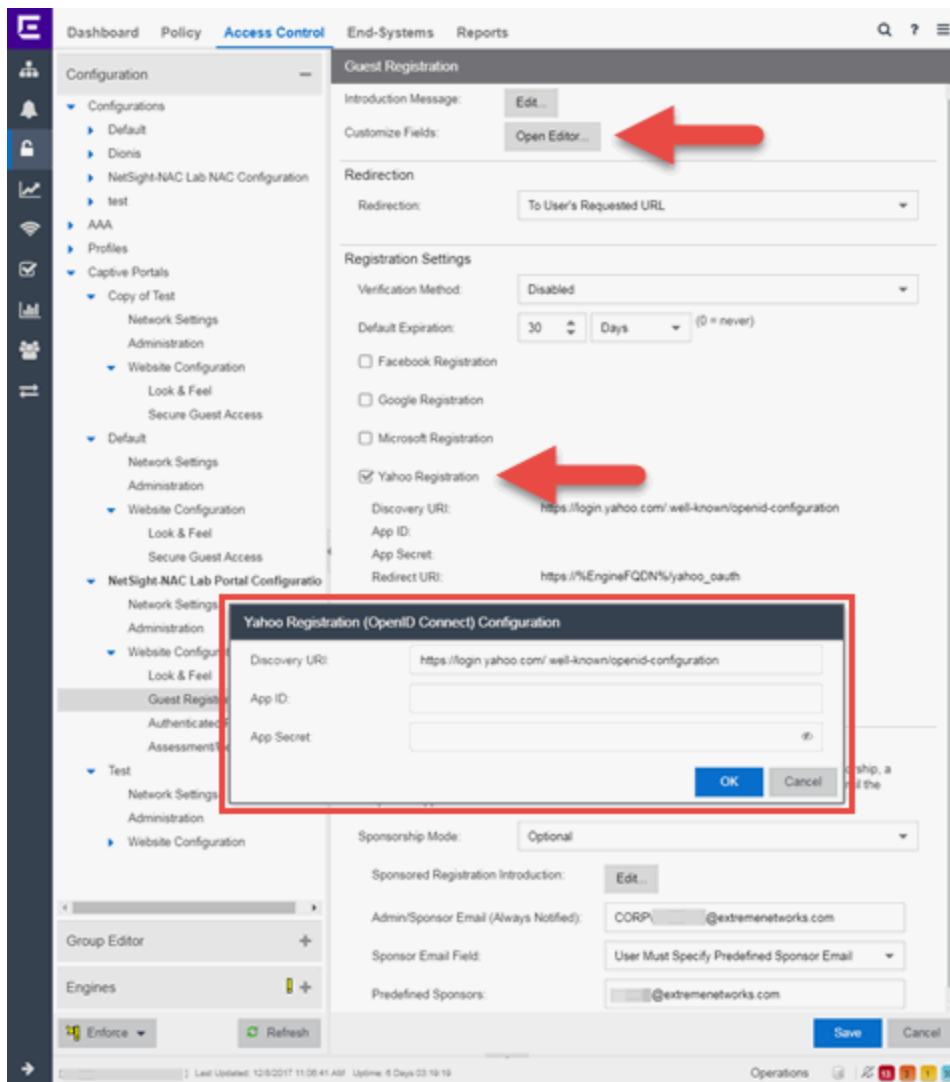 Dashboard Policy Access Control End-Systems Reports
Configuration
Configurations
Default
Dionis
NetSight-NAC Lab NAC Configuration
test
AAA
Profiles
Captive Portals
Copy of Test
Network Settings
Administration
Website Configuration
Look & Feel
Secure Guest Access
Default
Network Settings
Administration
Website Configuration
Look & Feel
Secure Guest Access
NetSight-NAC Lab Portal Configuratio
Network Settings
Administration
Website Configur
Look & Feel
Guest Regist
Authenticated
Assessment/
Test
Network Settings
Administration
Website Configuration
Group Editor
Engines
Enforce
Refresh
Guest Registration
Introduction Message: Edit...
Customize Fields: Open Editor...
Redirection
Redirection: To User's Requested URL
Registration Settings
Verification Method: Disabled
Default Expiration: 30 Days (0 = never)
Facebook Registration
Google Registration
Microsoft Registration
Yahoo Registration
Discovery URI: https://login.yahoo.com/.well-known/openid-configuration
App ID:
App Secret:
Redirect URI: https://%EngineFQDN%/yahoo_oauth
Yahoo Registration (OpenID Connect) Configuration
Discovery URI: https://login.yahoo.com/.well-known/openid-configuration
App ID:
App Secret:
OK Cancel
orship, a
il the
Sponsorship Mode: Optional
Sponsored Registration Introduction: Edit...
Admin/Sponsor Email (Always Notified): CORP\ @extremenetworks.com
Sponsor Email Field: User Must Specify Predefined Sponsor Email
Predefined Sponsors: @extremenetworks.com
Save Cancel
Last Updated: 12/8/2017 11:06:41 AM Uptime: 6 Days 03:19:19
Operations 13 3 1